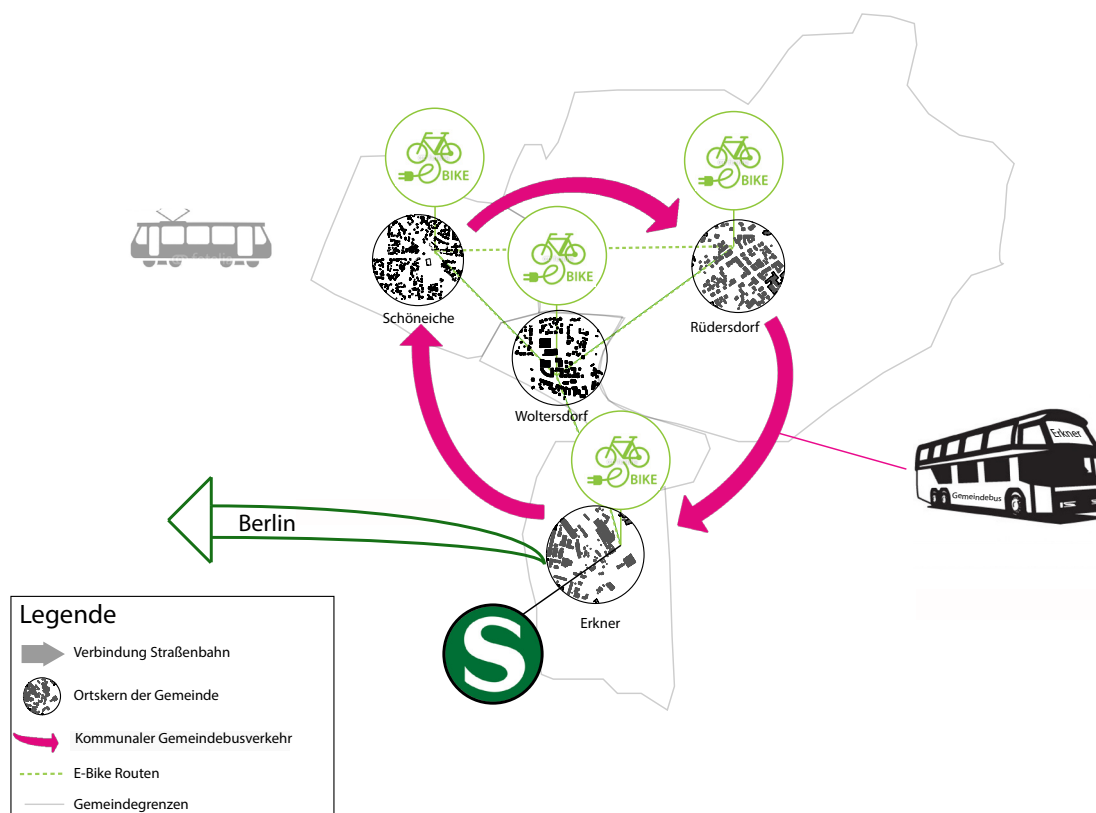 BIKE
BIKE
BIKE
Schöneiche
Rüdersdorf
Woltersdorf
Erkner
Gemeindebus
BIKE
Berlin
Erkner
S
Legende
Verbindung Straßenbahn
Ortskern der Gemeinde
Kommunaler Gemeindebusverkehr
E-Bike Routen
Gemeindegrenzen